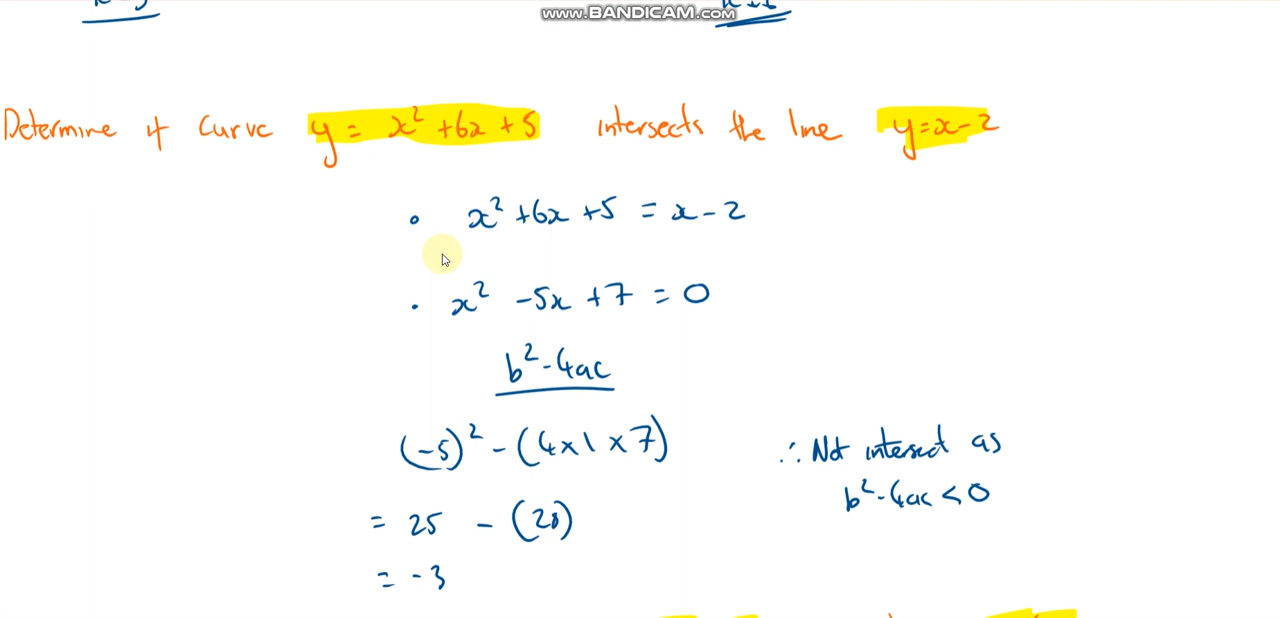 www.BANDICAM.com
Determine if curve y = x² + 6x + 5 intersects the line y = x - 2
• x² + 6x + 5 = x - 2
• x² - 5x + 7 = 0
b² - 4ac
(-5)² - (4 x 1 x 7)
∴ Not intersect as
b² - 4ac < 0
= 25 - (28)
= -3